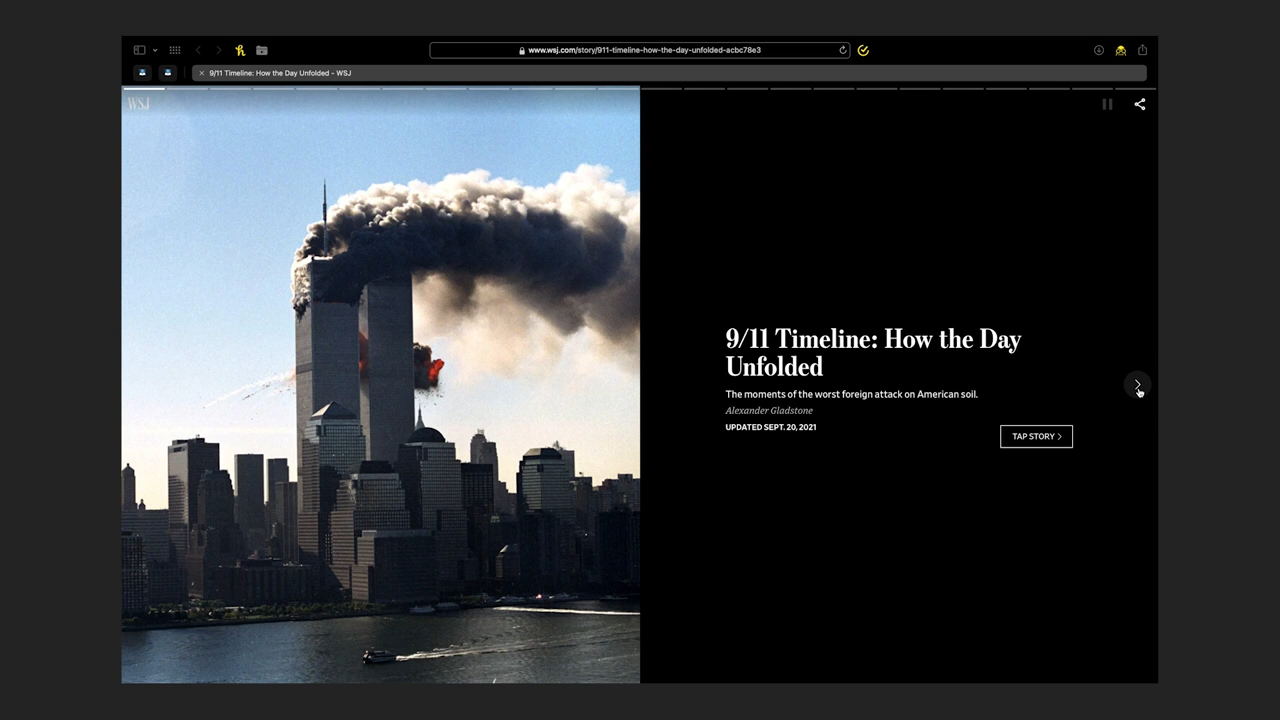 www.wsj.com/story/911-timeline-how-the-day-unfolded-acbc78e3
9/11 Timeline: How the Day Unfolded - WSJ
WSJ
9/11 Timeline: How the Day
Unfolded
The moments of the worst foreign attack on American soil.
Alexander Gladstone
UPDATED SEPT. 20, 2021
TAP STORY